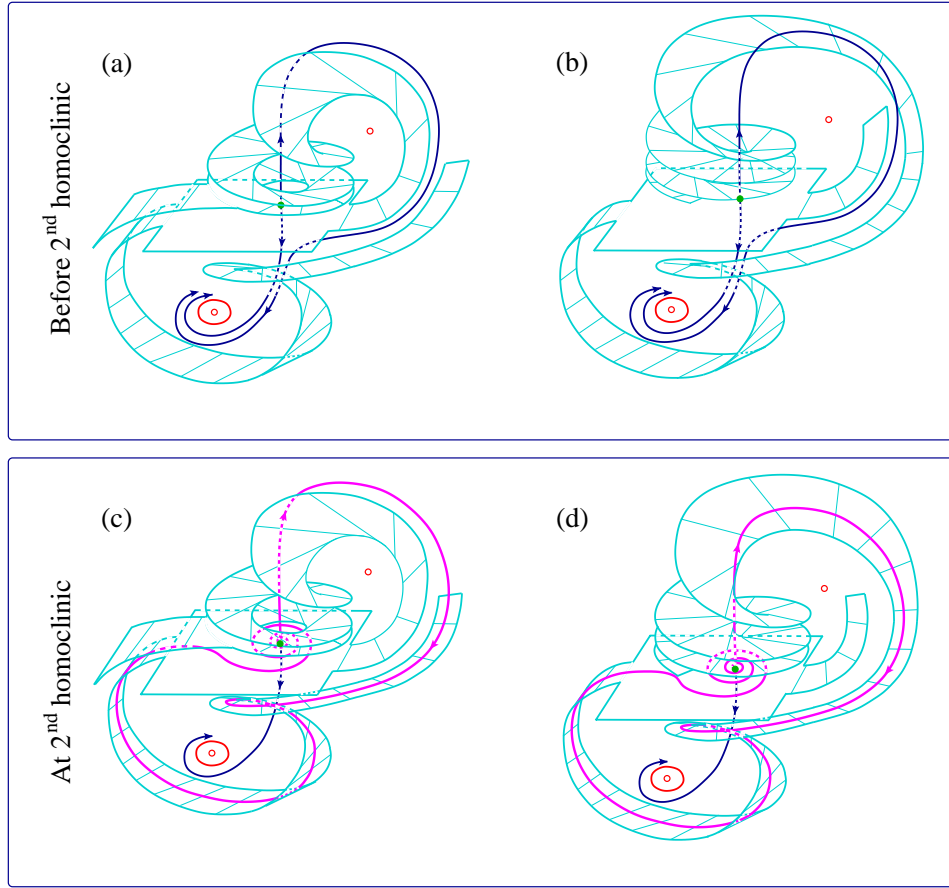 (a)
(b)
Before 2nd homoclinic
(c)
(d)
At 2nd homoclinic